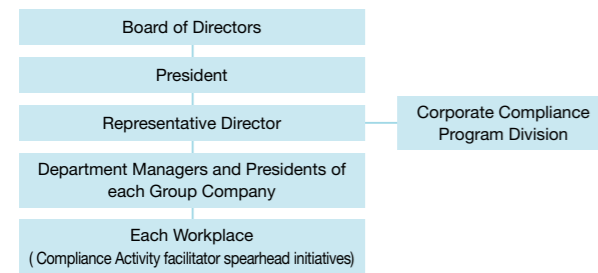 Board of Directors
President
Representative Director
Corporate Compliance
Program Division
Department Managers and Presidents of
each Group Company
Each Workplace
( Compliance Activity facilitator spearhead initiatives)